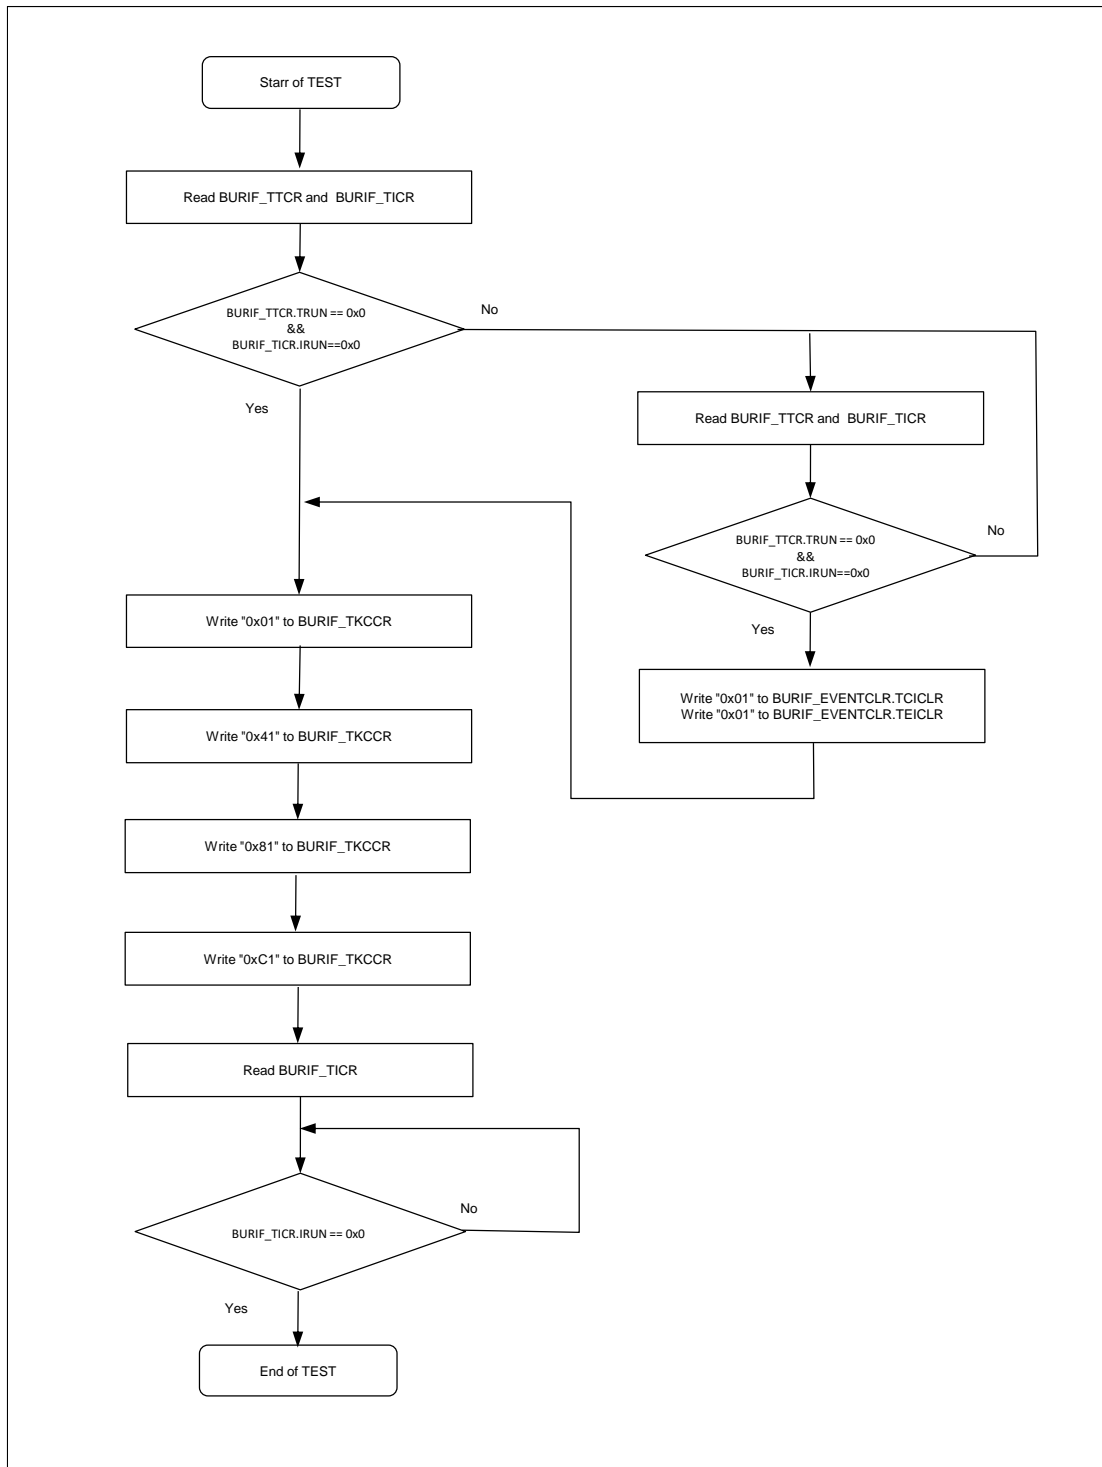 Starr of TEST
Read BURIF_TTCR and  BURIF_TICR
BURIF_TTCR.TRUN == 0x0
&&
BURIF_TICR.IRUN==0x0
No
Yes
Read BURIF_TTCR and  BURIF_TICR
BURIF_TTCR.TRUN == 0x0
&&
BURIF_TICR.IRUN==0x0
No
Yes
Write "0x01" to BURIF_EVENTCLR.TCICLR
Write "0x01" to BURIF_EVENTCLR.TEICLR
Write "0x01" to BURIF_TKCCR
Write "0x41" to BURIF_TKCCR
Write "0x81" to BURIF_TKCCR
Write "0xC1" to BURIF_TKCCR
Read BURIF_TICR
BURIF_TICR.IRUN == 0x0
No
Yes
End of TEST